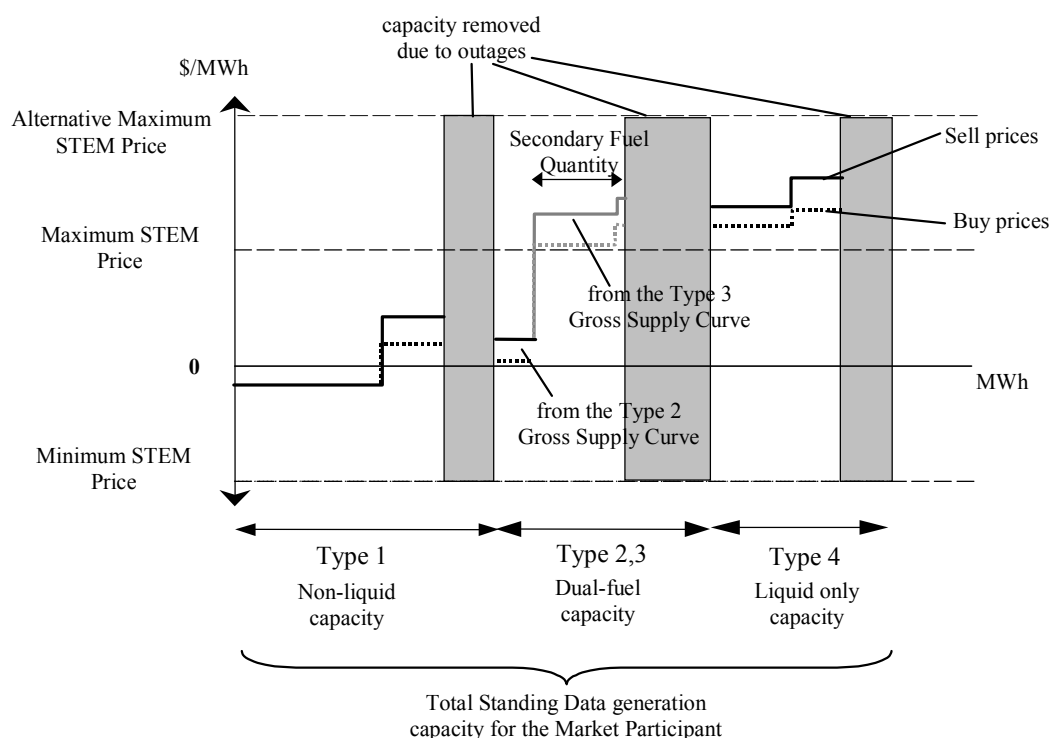 capacity removed
due to outages
$/MWh
Alternative Maximum
STEM Price
Secondary Fuel
Quantity
Sell prices
Buy prices
Maximum STEM
Price
from the Type 3
Gross Supply Curve
0
MWh
from the Type 2
Gross Supply Curve
Minimum STEM
Price
Type 1
Non-liquid
capacity
Type 2,3
Dual-fuel
capacity
Type 4
Liquid only
capacity
Total Standing Data generation
capacity for the Market Participant